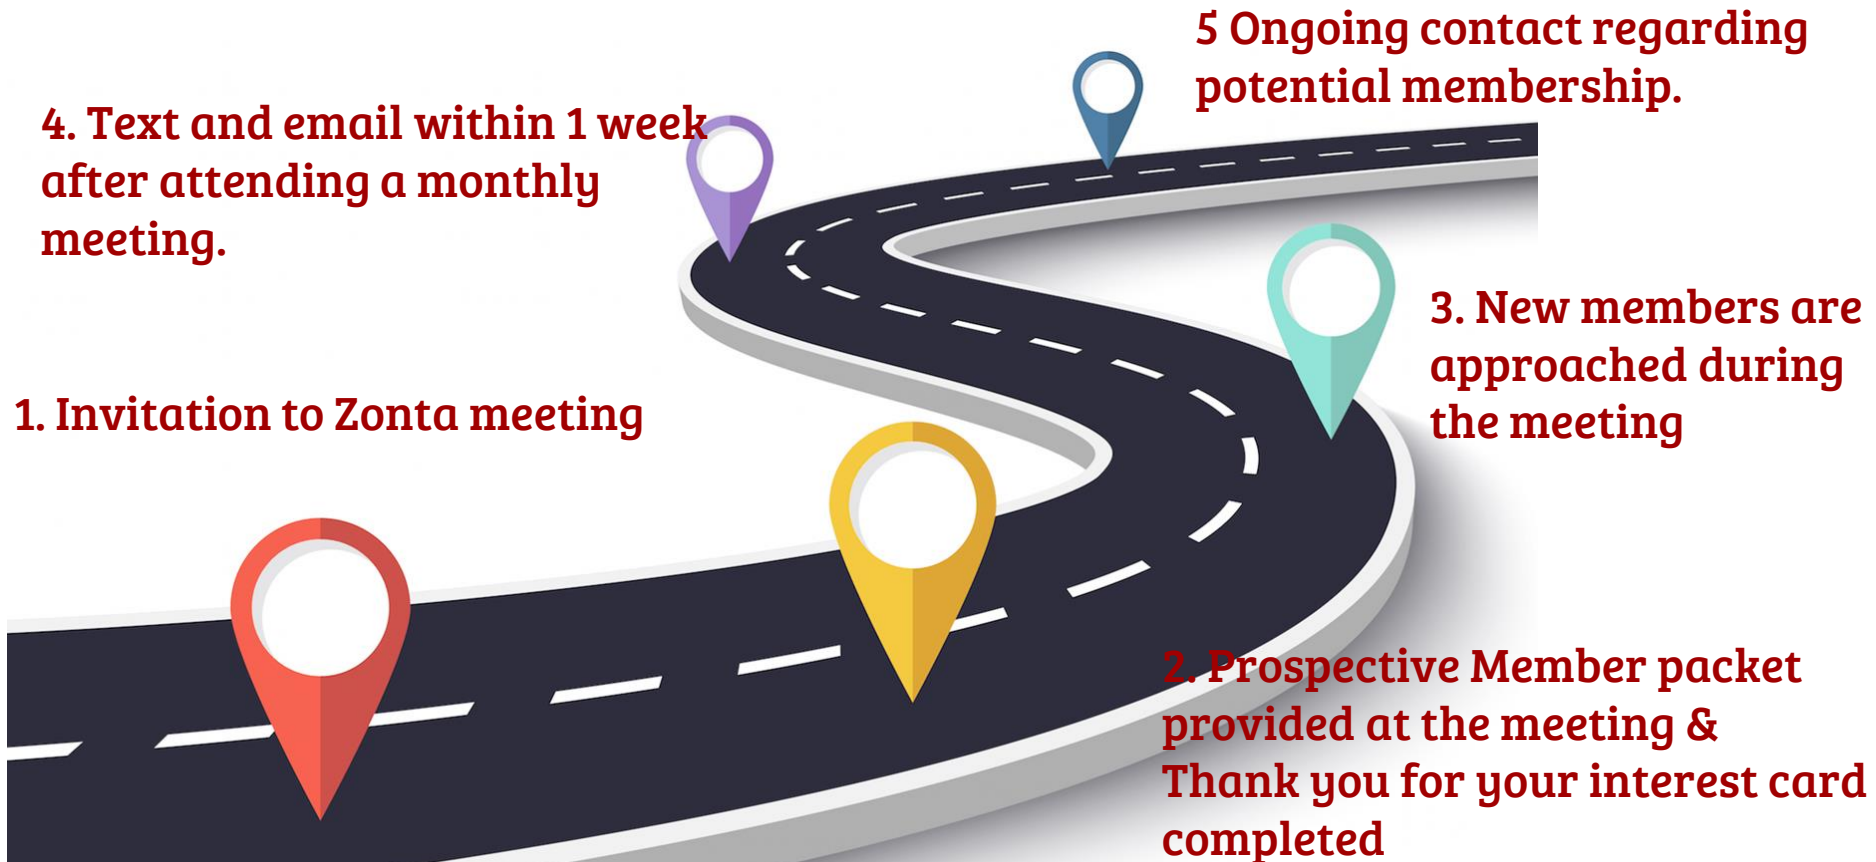 5 Ongoing contact regarding
potential membership.
4. Text and email within 1 week
after attending a monthly
meeting.
3. New members are
approached during
the meeting
1. Invitation to Zonta meeting
2. Prospective Member packet
provided at the meeting &
Thank you for your interest card
completed